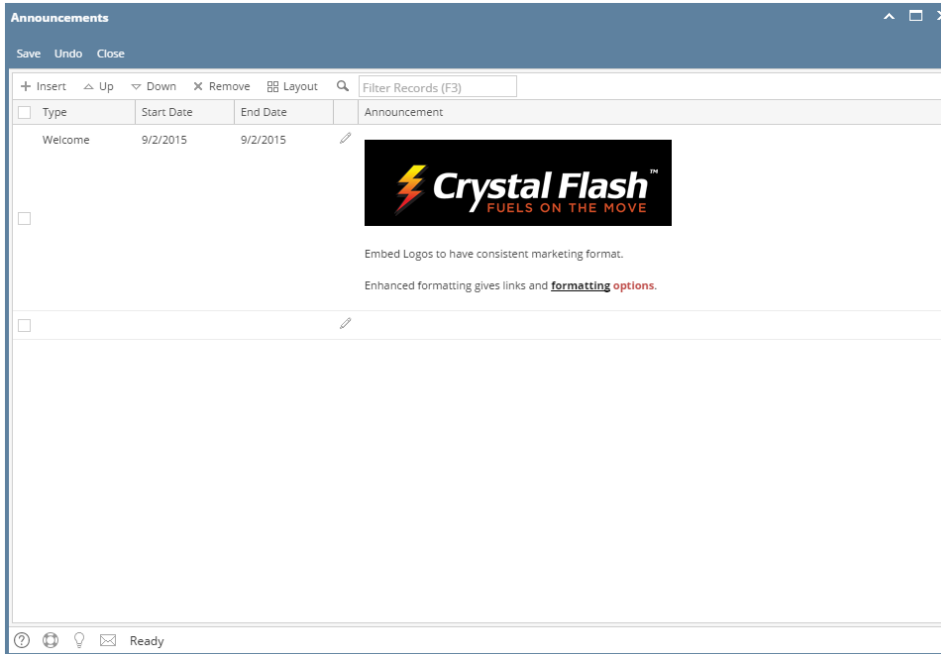 Announcements
Save Undo Close
Insert Up Down Remove Layout Filter Records (F3)
Type Start Date End Date Announcement
Welcome 9/2/2015 9/2/2015
Crystal Flash™
FUELS ON THE MOVE
Embed Logos to have consistent marketing format.
Enhanced formatting gives links and formatting options.
Ready